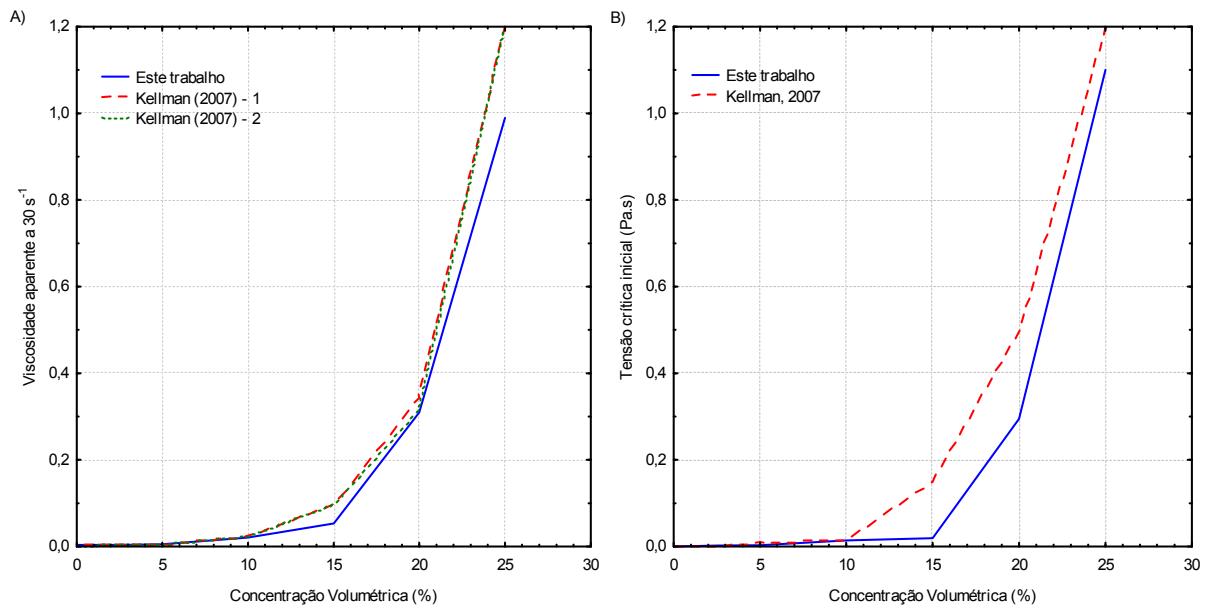 A)
1,2
1,0
0,8
0,6
0,4
0,2
0,0
Viscosidade aparente a 30 s⁻¹
Este trabalho
Kellman (2007) - 1
Kellman (2007) - 2
0 5 10 15 20 25 30
Concentração Volumétrica (%)
B)
1,2
1,0
0,8
0,6
0,4
0,2
0,0
Tensão crítica inicial (Pa.s)
Este trabalho
Kellman, 2007
0 5 10 15 20 25 30
Concentração Volumétrica (%)